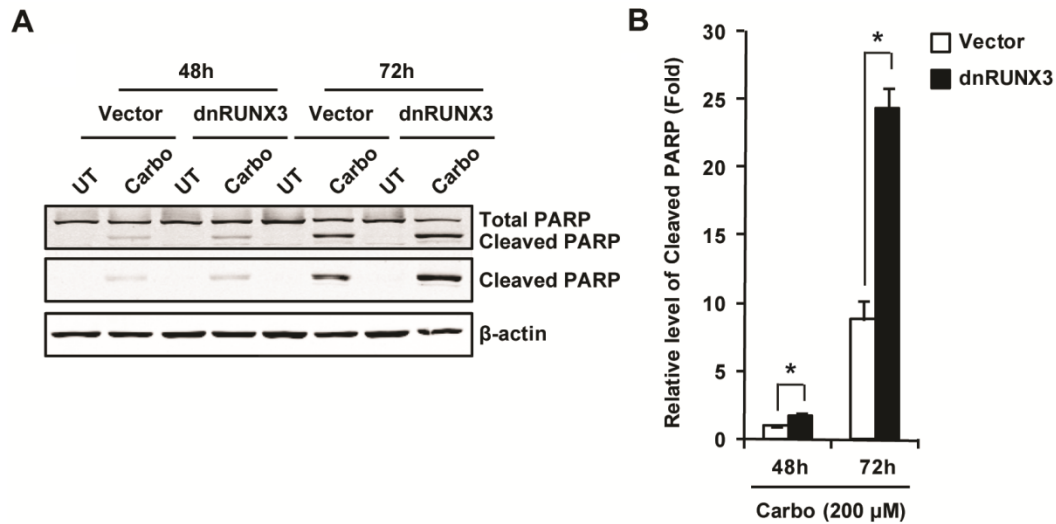 A
48h 72h
Vector dnRUNX3 Vector dnRUNX3
UT Carbo UT Carbo UT Carbo UT Carbo
Total PARP
Cleaved PARP
Cleaved PARP
β-actin
B
Relative level of Cleaved PARP (Fold)
30
25
20
15
10
5
0
*
*
Vector
dnRUNX3
48h 72h
Carbo (200 µM)